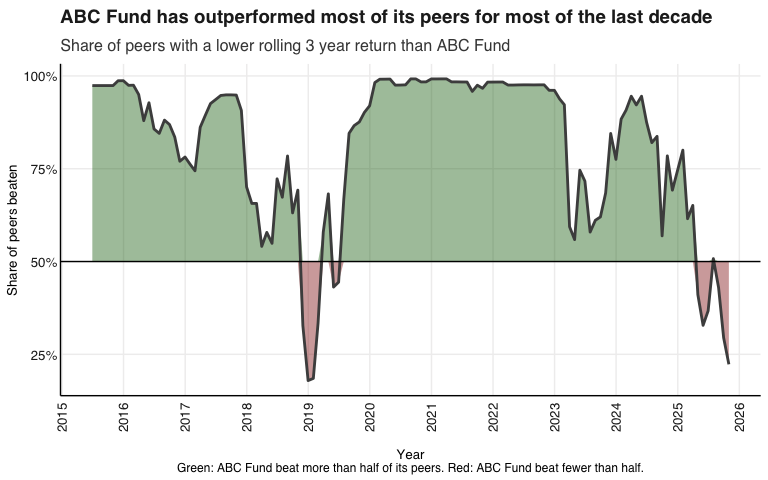 ABC Fund has outperformed most of its peers for most of the last decade
Share of peers with a lower rolling 3 year return than ABC Fund
Share of peers beaten
100%
75%
50%
25%
2015 2016 2017 2018 2019 2020 2021 2022 2023 2024 2025 2026
Year
Green: ABC Fund beat more than half of its peers. Red: ABC Fund beat fewer than half.